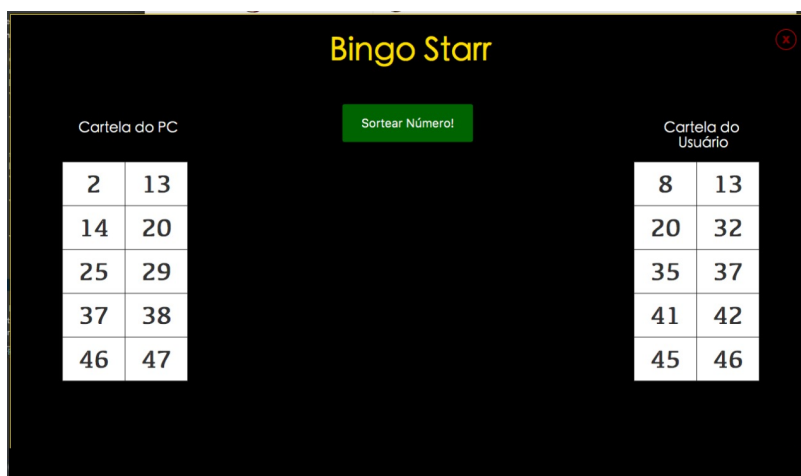 Bingo Starr
X
Cartela do PC
Sortear Número!
Cartela do
Usuário
2 13
14 20
25 29
37 38
46 47
8 13
20 32
35 37
41 42
45 46